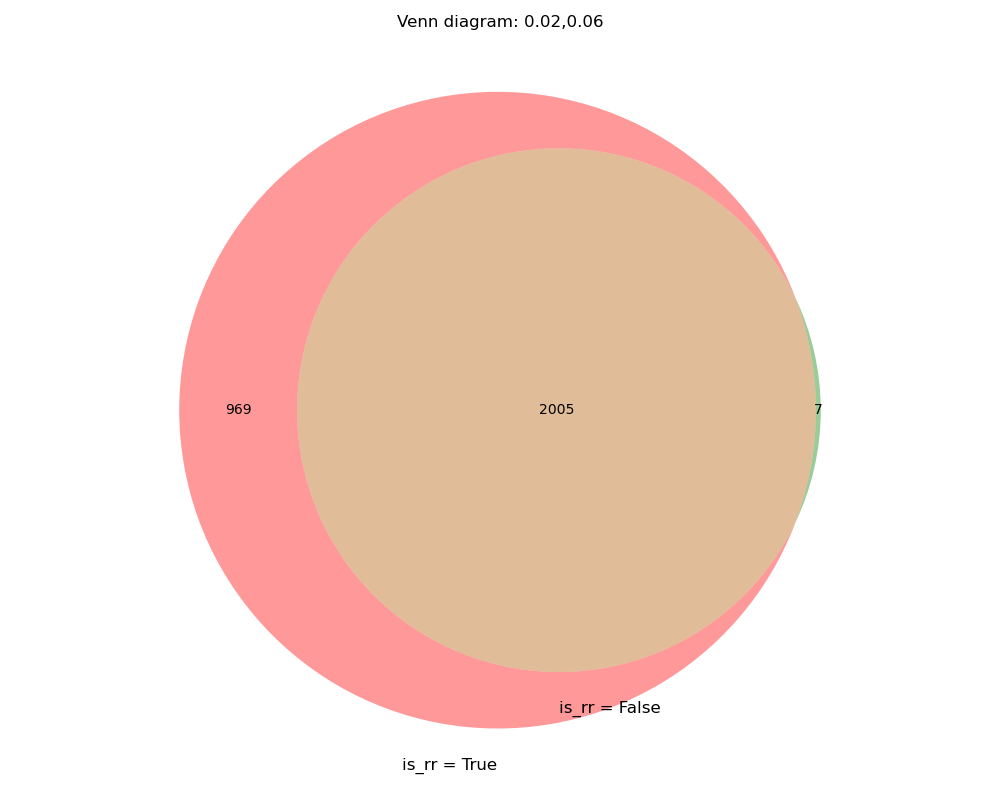 Venn diagram: 0.02,0.06
969
2005
7
is_rr = False
is_rr = True